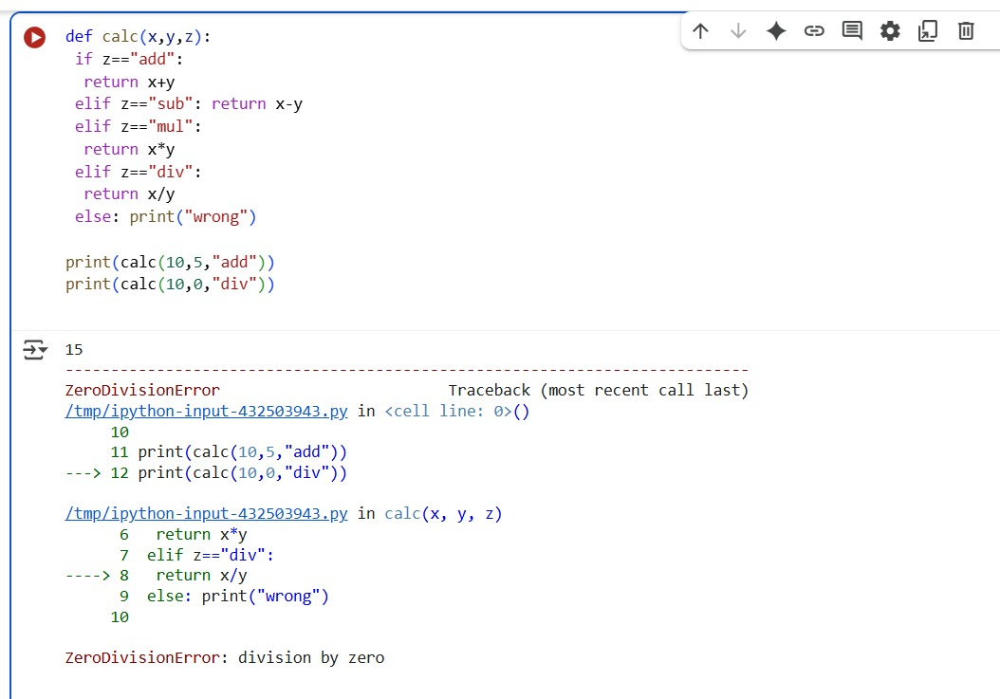 def calc(x,y,z):
 if z=="add":
  return x+y
 elif z=="sub": return x-y
 elif z=="mul":
  return x*y
 elif z=="div":
  return x/y
 else: print("wrong")

print(calc(10,5,"add"))
print(calc(10,0,"div"))

15
---------------------------------------------------------------------------
ZeroDivisionError                         Traceback (most recent call last)
/tmp/ipython-input-432503943.py in <cell line: 0>()
     10 
     11 print(calc(10,5,"add"))
---> 12 print(calc(10,0,"div"))

/tmp/ipython-input-432503943.py in calc(x, y, z)
      6   return x*y
      7  elif z=="div":
----> 8   return x/y
      9  else: print("wrong")
     10 

ZeroDivisionError: division by zero